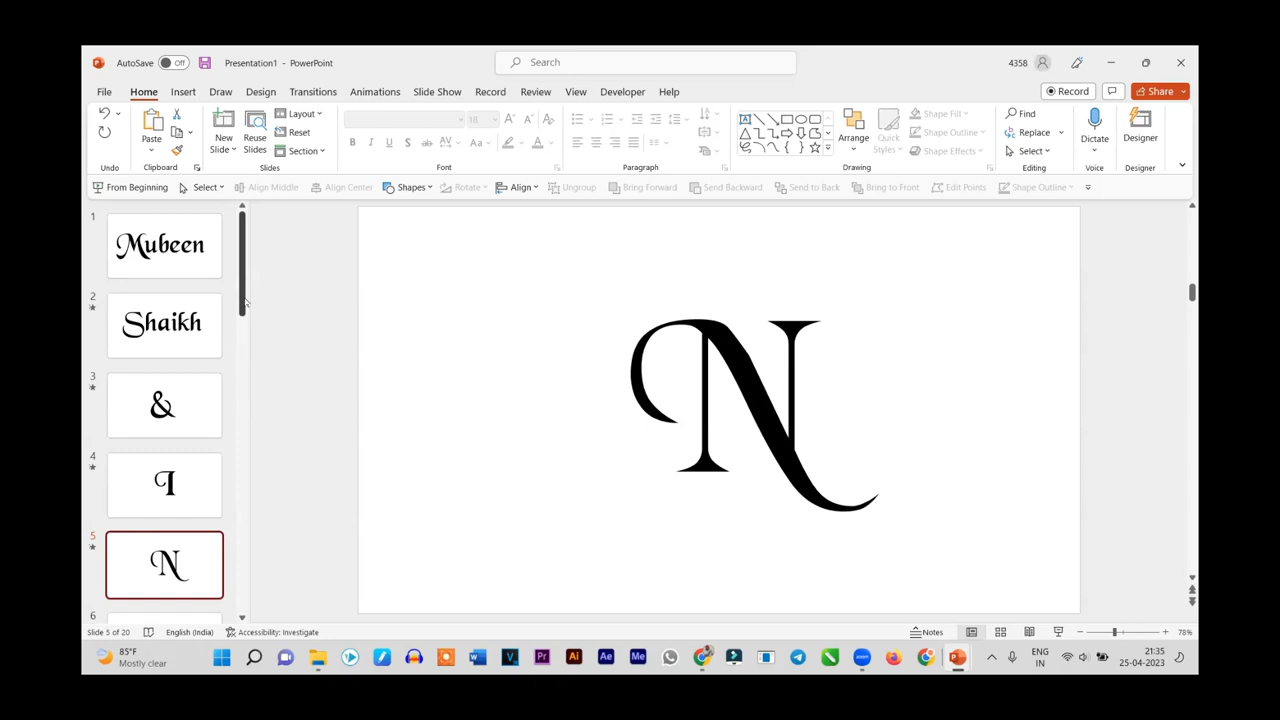 AutoSave Off Presentation1 - PowerPoint Search 4358
File Home Insert Draw Design Transitions Animations Slide Show Record Review View Developer Help Record Share
Paste New Slide Reuse Slides Layout Reset Section 18 Arrange Quick Styles Shape Fill Shape Outline Shape Effects Find Replace Select Dictate Designer
Undo Clipboard Slides Font Paragraph Drawing Editing Voice Designer
From Beginning Select Align Middle Align Center Shapes Rotate Align Ungroup Bring Forward Send Backward Send to Back Bring to Front Edit Points Shape Outline
1 Mubeen
2 Shaikh
3 &
4 I
5 N
6
N
Slide 5 of 20 English (India) Accessibility: Investigate Notes 78%
85°F
Mostly clear
ENG
IN
21:35
25-04-2023